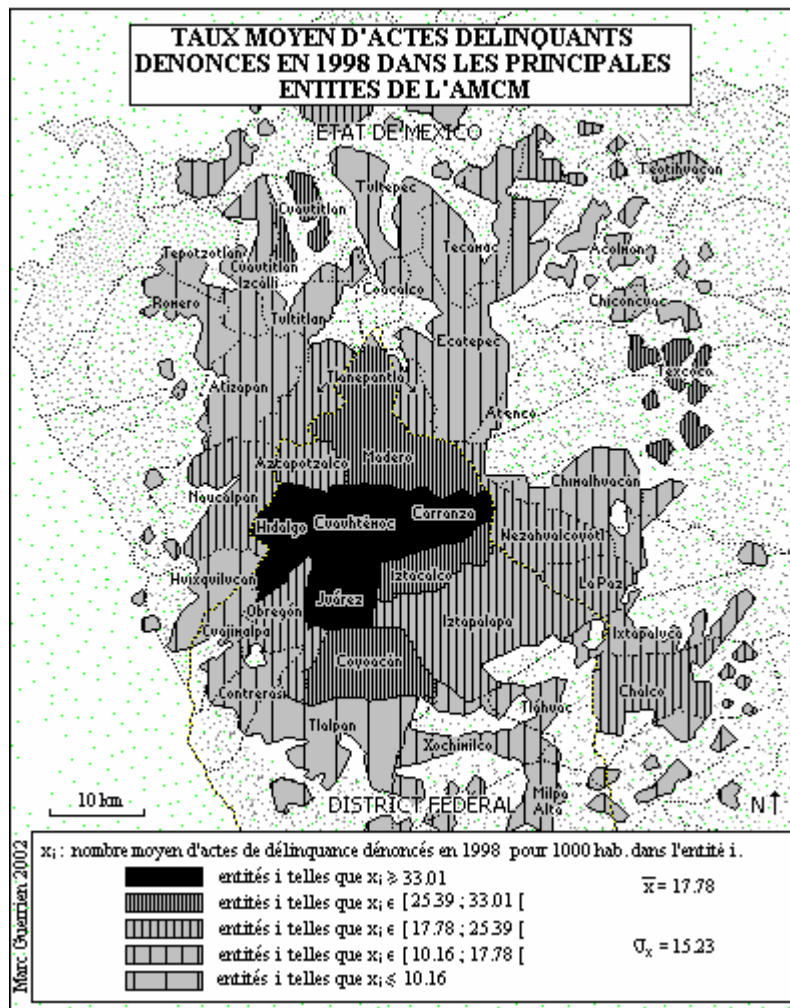 TAUX MOYEN D'ACTES DELINQUANTS
DENONCES EN 1998 DANS LES PRINCIPALES
ENTITES DE L'AMCM
ETAT DE MEXICO
Teotihuacan
Tultepec
Cuautitlan
Tecamac
Acolman
Tepotzotlan
Cuautitlan
Izcalli
Coacalco
Chiconcuac
Romero
Tultitlan
Ecatepec
Tlanepantla
Texcoco
Atizapan
Atenco
Aztapotzalco
Madero
Chimalhuacán
Naucalpan
Hidalgo
Cuauhtémoc
Carranza
Nezahualcoyotl
Iztacalco
Huixquilucan
La Paz
Juárez
Obregón
Iztapalapa
Cuajimalpa
Ixtapaluca
Coyoacán
Contreras
Chalco
Tláhuac
Tlalpan
Xochimilco
Milpa
Alta
10 km
DISTRICT FEDERAL
N↑
xᵢ : nombre moyen d'actes de délinquance dénoncés en 1998 pour 1000 hab. dans l'entité i.
entités i telles que xᵢ ⩾ 33.01
x̄ = 17.78
entités i telles que xᵢ ϵ [ 25.39 ; 33.01 [
entités i telles que xᵢ ϵ [ 17.78 ; 25.39 [
entités i telles que xᵢ ϵ [ 10.16 ; 17.78 [
σₓ = 15.23
entités i telles que xᵢ ⩽ 10.16
Marc Guerrien 2002